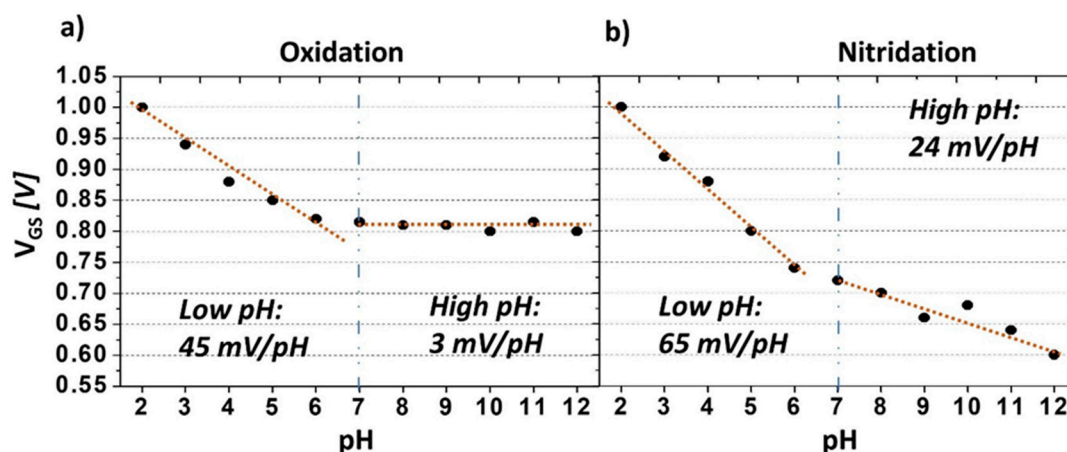 a)
Oxidation
b)
Nitridation
V_GS [V]
1.05
1.00
0.95
0.90
0.85
0.80
0.75
0.70
0.65
0.60
0.55
Low pH:
45 mV/pH
High pH:
3 mV/pH
2 3 4 5 6 7 8 9 10 11 12
pH
High pH:
24 mV/pH
Low pH:
65 mV/pH
2 3 4 5 6 7 8 9 10 11 12
pH